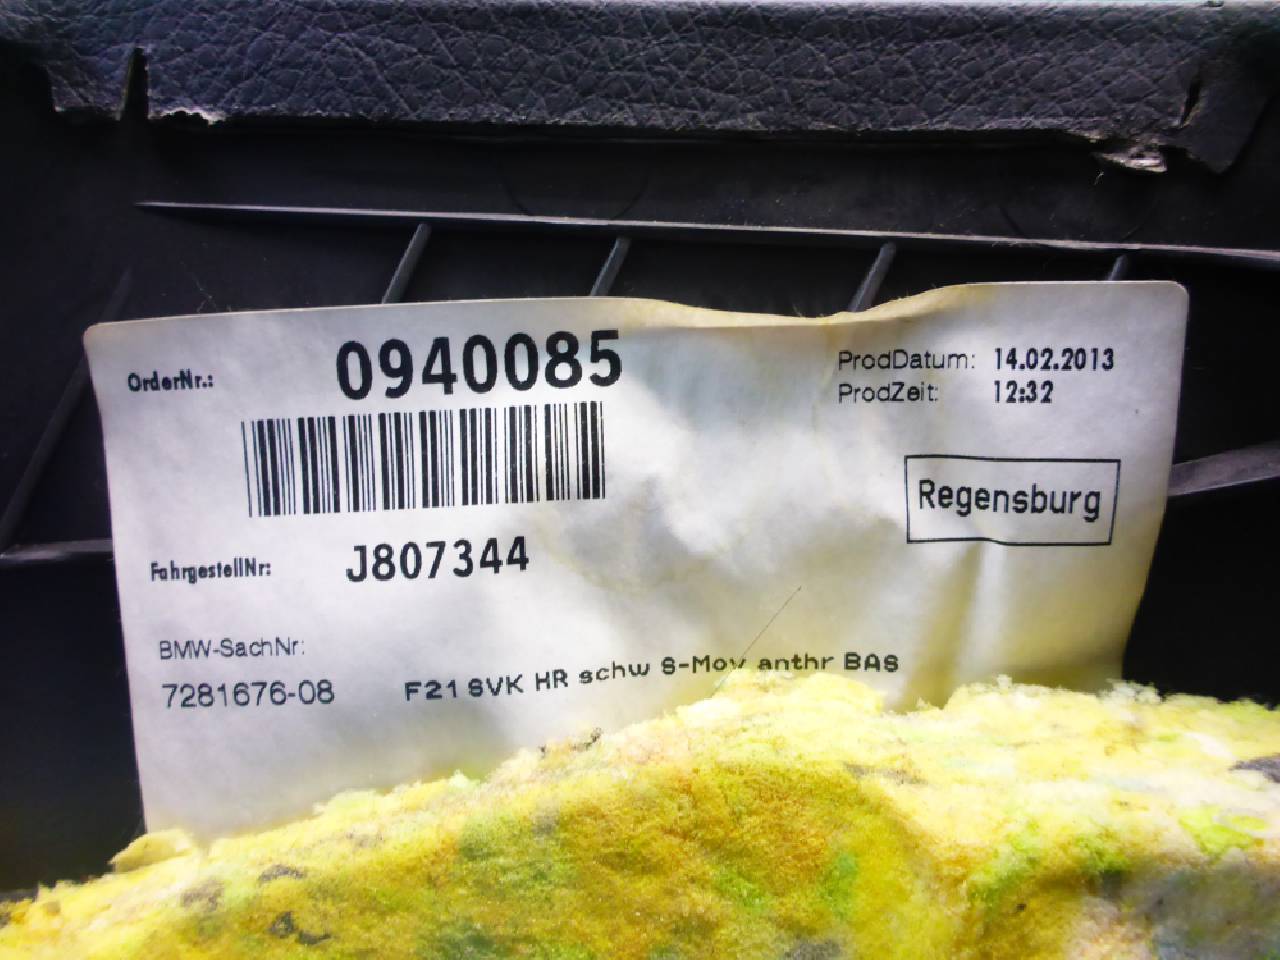 OrderNr.: 0940085
ProdDatum: 14.02.2013
ProdZeit: 12:32
Regensburg
FahrgestellNr: J807344
BMW-SachNr:
7281676-08 F21 SVK HR schw S-Mov anthr BAS